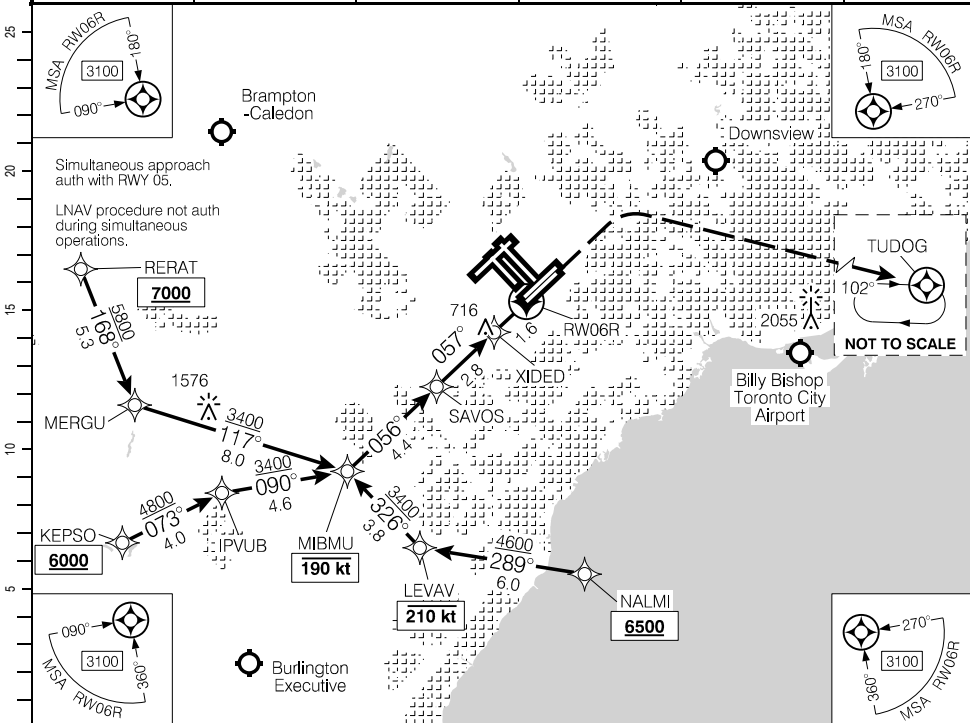 25
20
15
10
5
MSA RW06R
180°
3100
090°
MSA RW06R
180°
3100
270°
Brampton
-Caledon
Downsview
Simultaneous approach
auth with RWY 05.
LNAV procedure not auth
during simultaneous
operations.
RERAT
7000
5800
168°
5.3
TUDOG
102°
NOT TO SCALE
716
RW06R
1.6
XIDED
057°
2.8
SAVOS
2055
Billy Bishop
Toronto City
Airport
1576
MERGU
3400
117°
8.0
056°
4.4
3400
090°
4.6
4800
073°
4.0
KEPSO
6000
IPVUB
MIBMU
190 kt
3400
326°
3.8
LEVAV
210 kt
4600
289°
6.0
NALMI
6500
Burlington
Executive
090°
3100
360°
MSA RW06R
270°
3100
360°
MSA RW06R